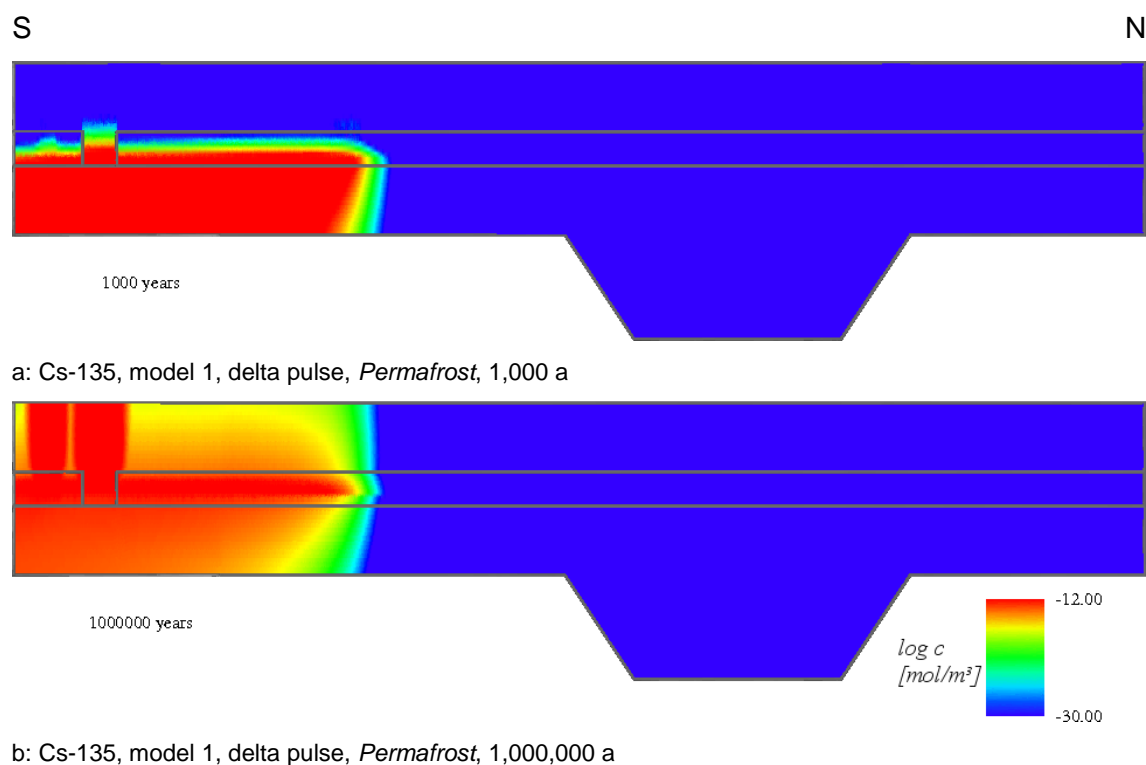 S N
1000 years
a: Cs-135, model 1, delta pulse, Permafrost, 1,000 a
1000000 years
-12.00
log c
[mol/m³]
-30.00
b: Cs-135, model 1, delta pulse, Permafrost, 1,000,000 a